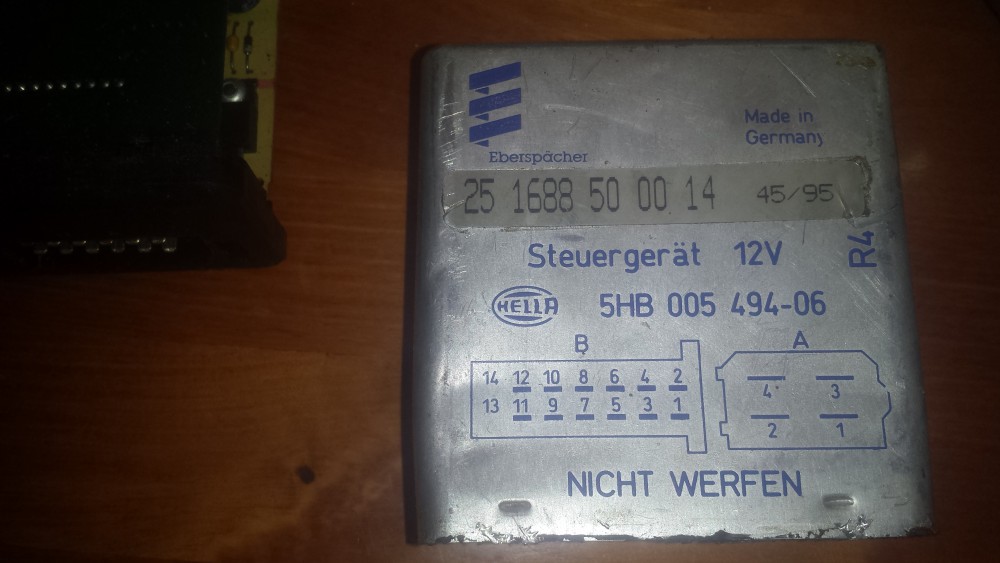 Made in
Germany
Eberspächer
25 1688 50 00 14 45/95
R4
Steuergerät 12V
HELLA 5HB 005 494-06
B A
14 12 10 8 6 4 2
13 11 9 7 5 3 1
4 3
2 1
NICHT WERFEN